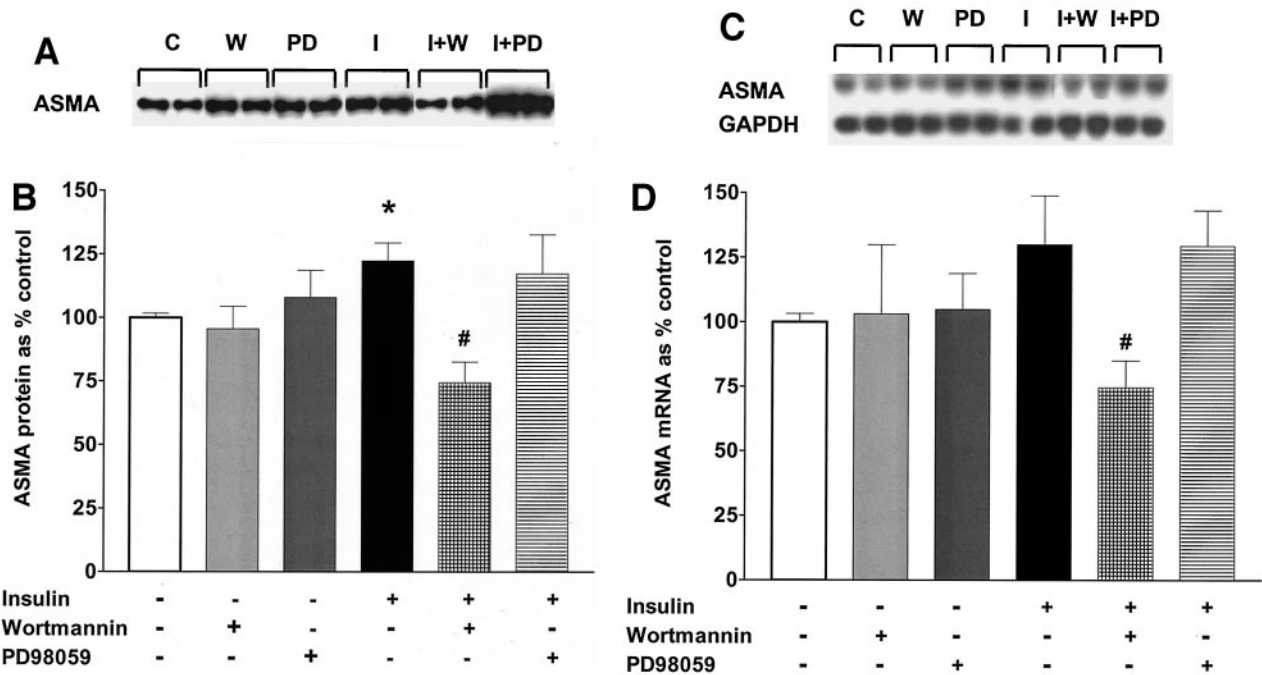 A
C W PD I I+W I+PD
ASMA
B
ASMA protein as % control
150
125
100
75
50
25
0
*
#
Insulin - - - + + +
Wortmannin - + - - + -
PD98059 - - + - - +
C
C W PD I I+W I+PD
ASMA
GAPDH
D
ASMA mRNA as % control
150
125
100
75
50
25
0
#
Insulin - - - + + +
Wortmannin - + - - + -
PD98059 - - + - - +